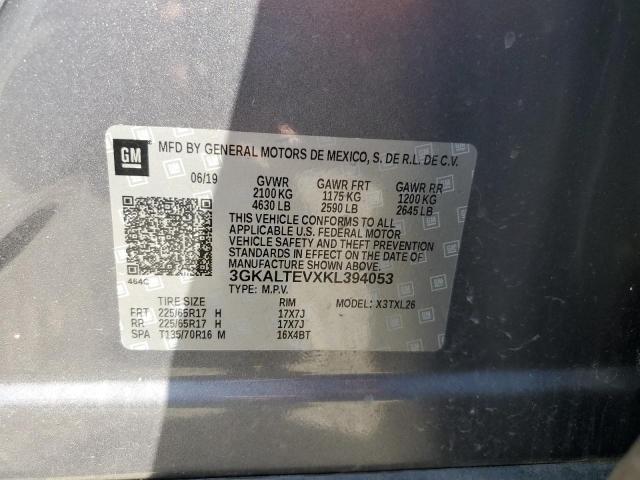 GM MFD BY GENERAL MOTORS DE MEXICO, S. DE R.L. DE C.V.
06/19 GVWR GAWR FRT GAWR RR
2100 KG 1175 KG 1200 KG
4630 LB 2590 LB 2645 LB
THIS VEHICLE CONFORMS TO ALL
APPLICABLE U.S. FEDERAL MOTOR
VEHICLE SAFETY AND THEFT PREVENTION
STANDARDS IN EFFECT ON THE DATE OF
MANUFACTURE SHOWN ABOVE.
464C 3GKALTEVXKL394053
TYPE: M.P.V. MODEL: X3TXL26
TIRE SIZE RIM
FRT 225/65R17 H 17X7J
RR 225/65R17 H 17X7J
SPA T135/70R16 M 16X4BT